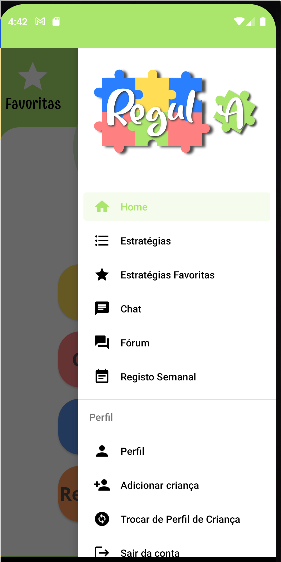 4:42
Favoritas
Regul A
Home
Estratégias
Estratégias Favoritas
Chat
Fórum
Registo Semanal
Perfil
Perfil
Adicionar criança
Trocar de Perfil de Criança
Sair da conta
Re